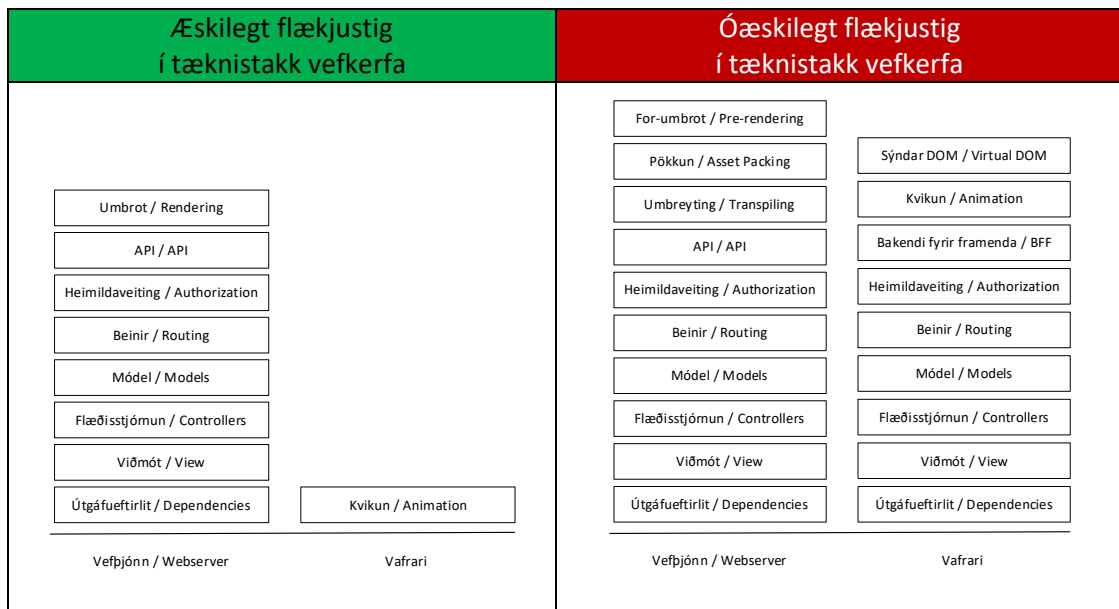 Æskilegt flækjustig
í tæknistakk vefkerfa
Umbrot / Rendering
API / API
Heimildaveiting / Authorization
Beinir / Routing
Módel / Models
Flæðisstjórnun / Controllers
Viðmót / View
Útgáfueftirlit / Dependencies
Kvikun / Animation
Vefþjónn / Webserver
Vafrari
Óæskilegt flækjustig
í tæknistakk vefkerfa
For-umbrot / Pre-rendering
Pökkun / Asset Packing
Umbreyting / Transpiling
API / API
Heimildaveiting / Authorization
Beinir / Routing
Módel / Models
Flæðisstjórnun / Controllers
Viðmót / View
Útgáfueftirlit / Dependencies
Sýndar DOM / Virtual DOM
Kvikun / Animation
Bakendi fyrir framenda / BFF
Heimildaveiting / Authorization
Beinir / Routing
Módel / Models
Flæðisstjórnun / Controllers
Viðmót / View
Útgáfueftirlit / Dependencies
Vefþjónn / Webserver
Vafrari